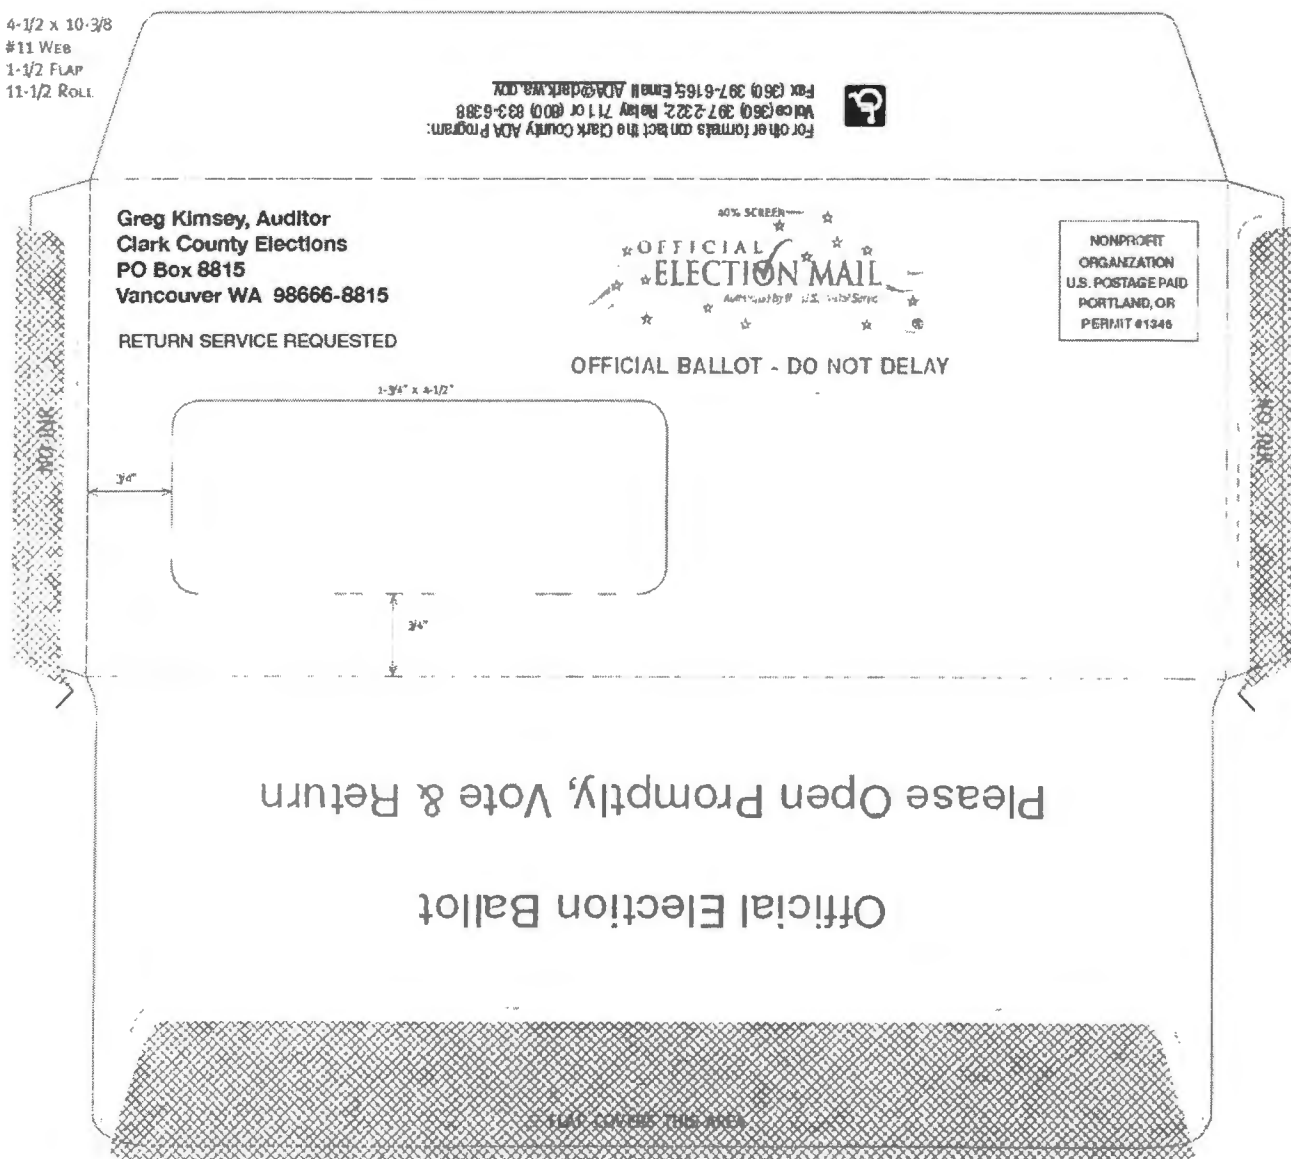 4-1/2 x 10-3/8
#11 WEB
1-1/2 FLAP
11-1/2 ROLL
For other formats contact the Clark County ADA Program:
Voice (360) 397-2322; Relay 711 or (800) 833-6388
Fax (360) 397-6165; Email ADA@clark.wa.gov
Greg Kimsey, Auditor
Clark County Elections
PO Box 8815
Vancouver WA 98666-8815
RETURN SERVICE REQUESTED
40% SCREEN
OFFICIAL
ELECTION MAIL
Authorized by U.S. Postal Service
OFFICIAL BALLOT - DO NOT DELAY
NONPROFIT
ORGANIZATION
U.S. POSTAGE PAID
PORTLAND, OR
PERMIT #1346
1-3/4" x 4-1/2"
NO INK
3/4"
NO INK
3/4"
Please Open Promptly, Vote & Return
Official Election Ballot
FLAP COVERS THIS AREA